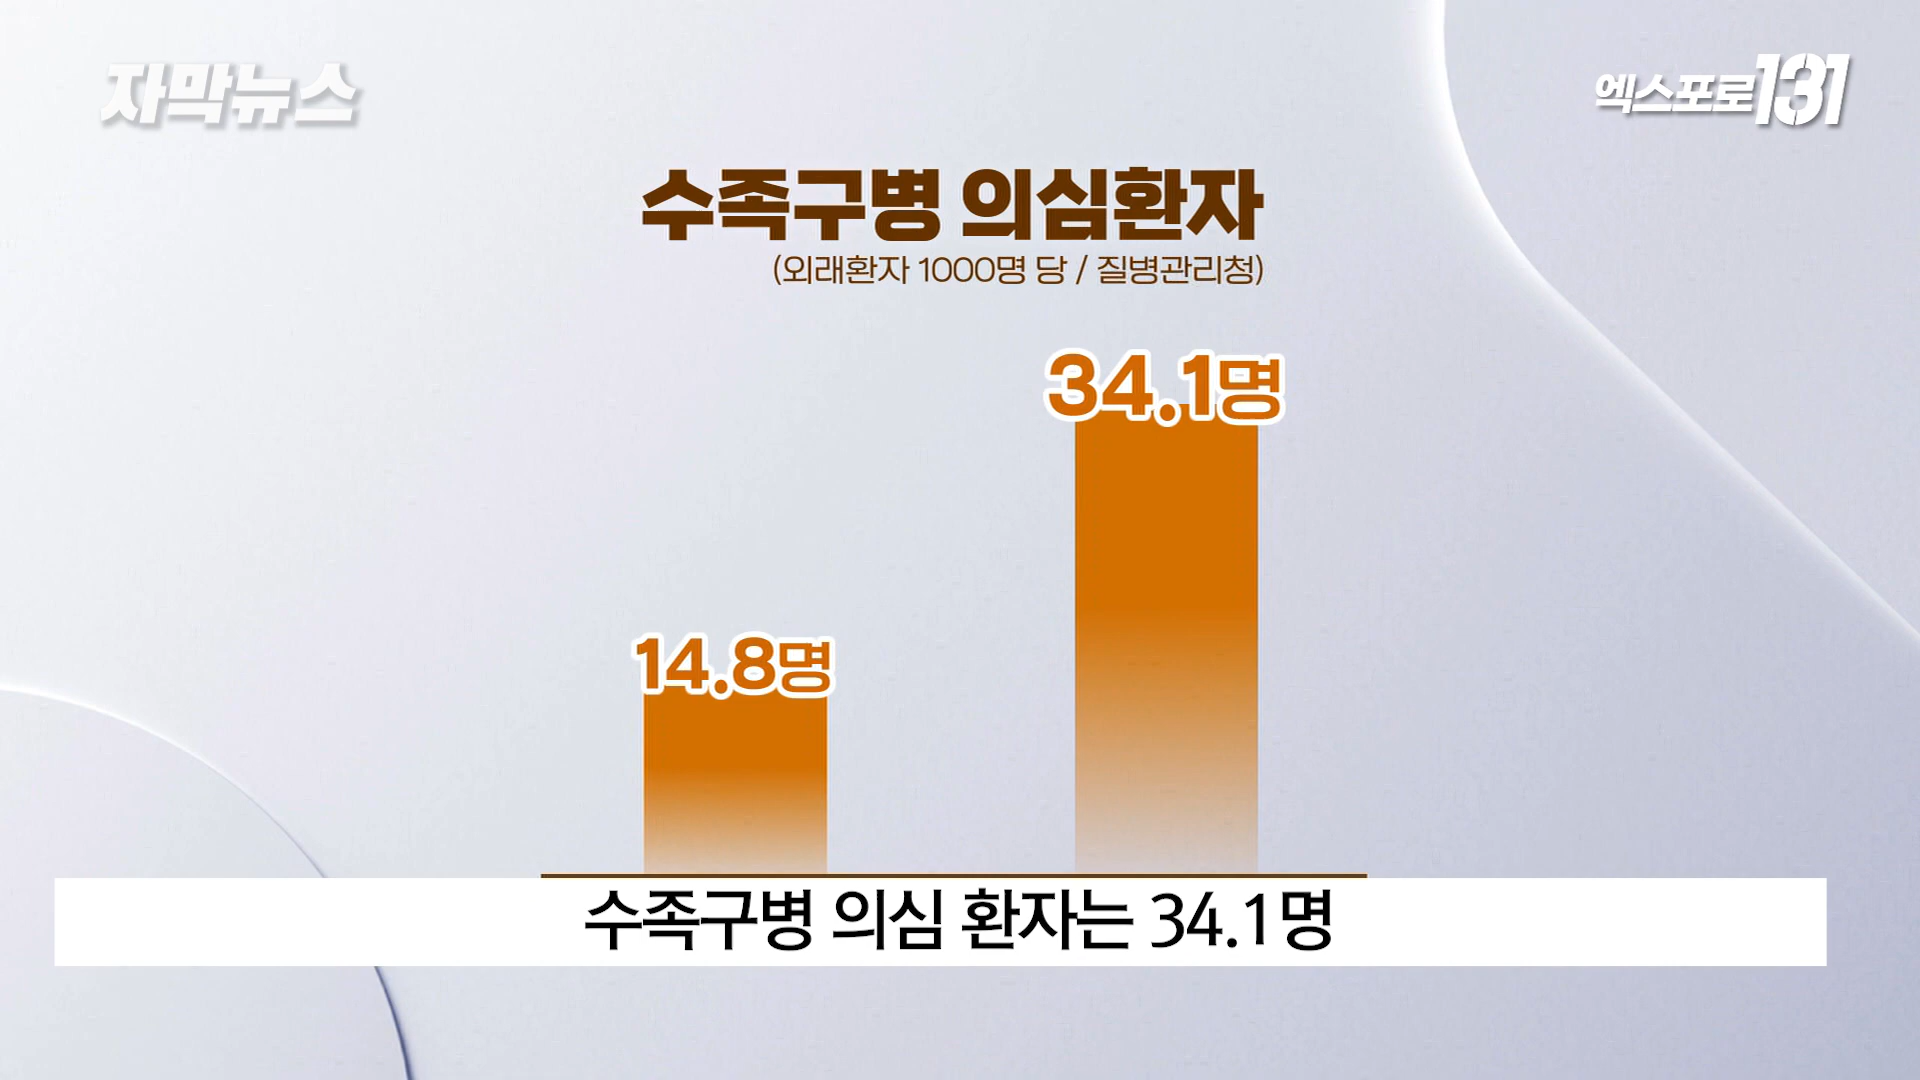 자막뉴스
엑스포로131
수족구병 의심환자
(외래환자 1000명 당 / 질병관리청)
34.1명
14.8명
수족구병 의심 환자는 34.1명